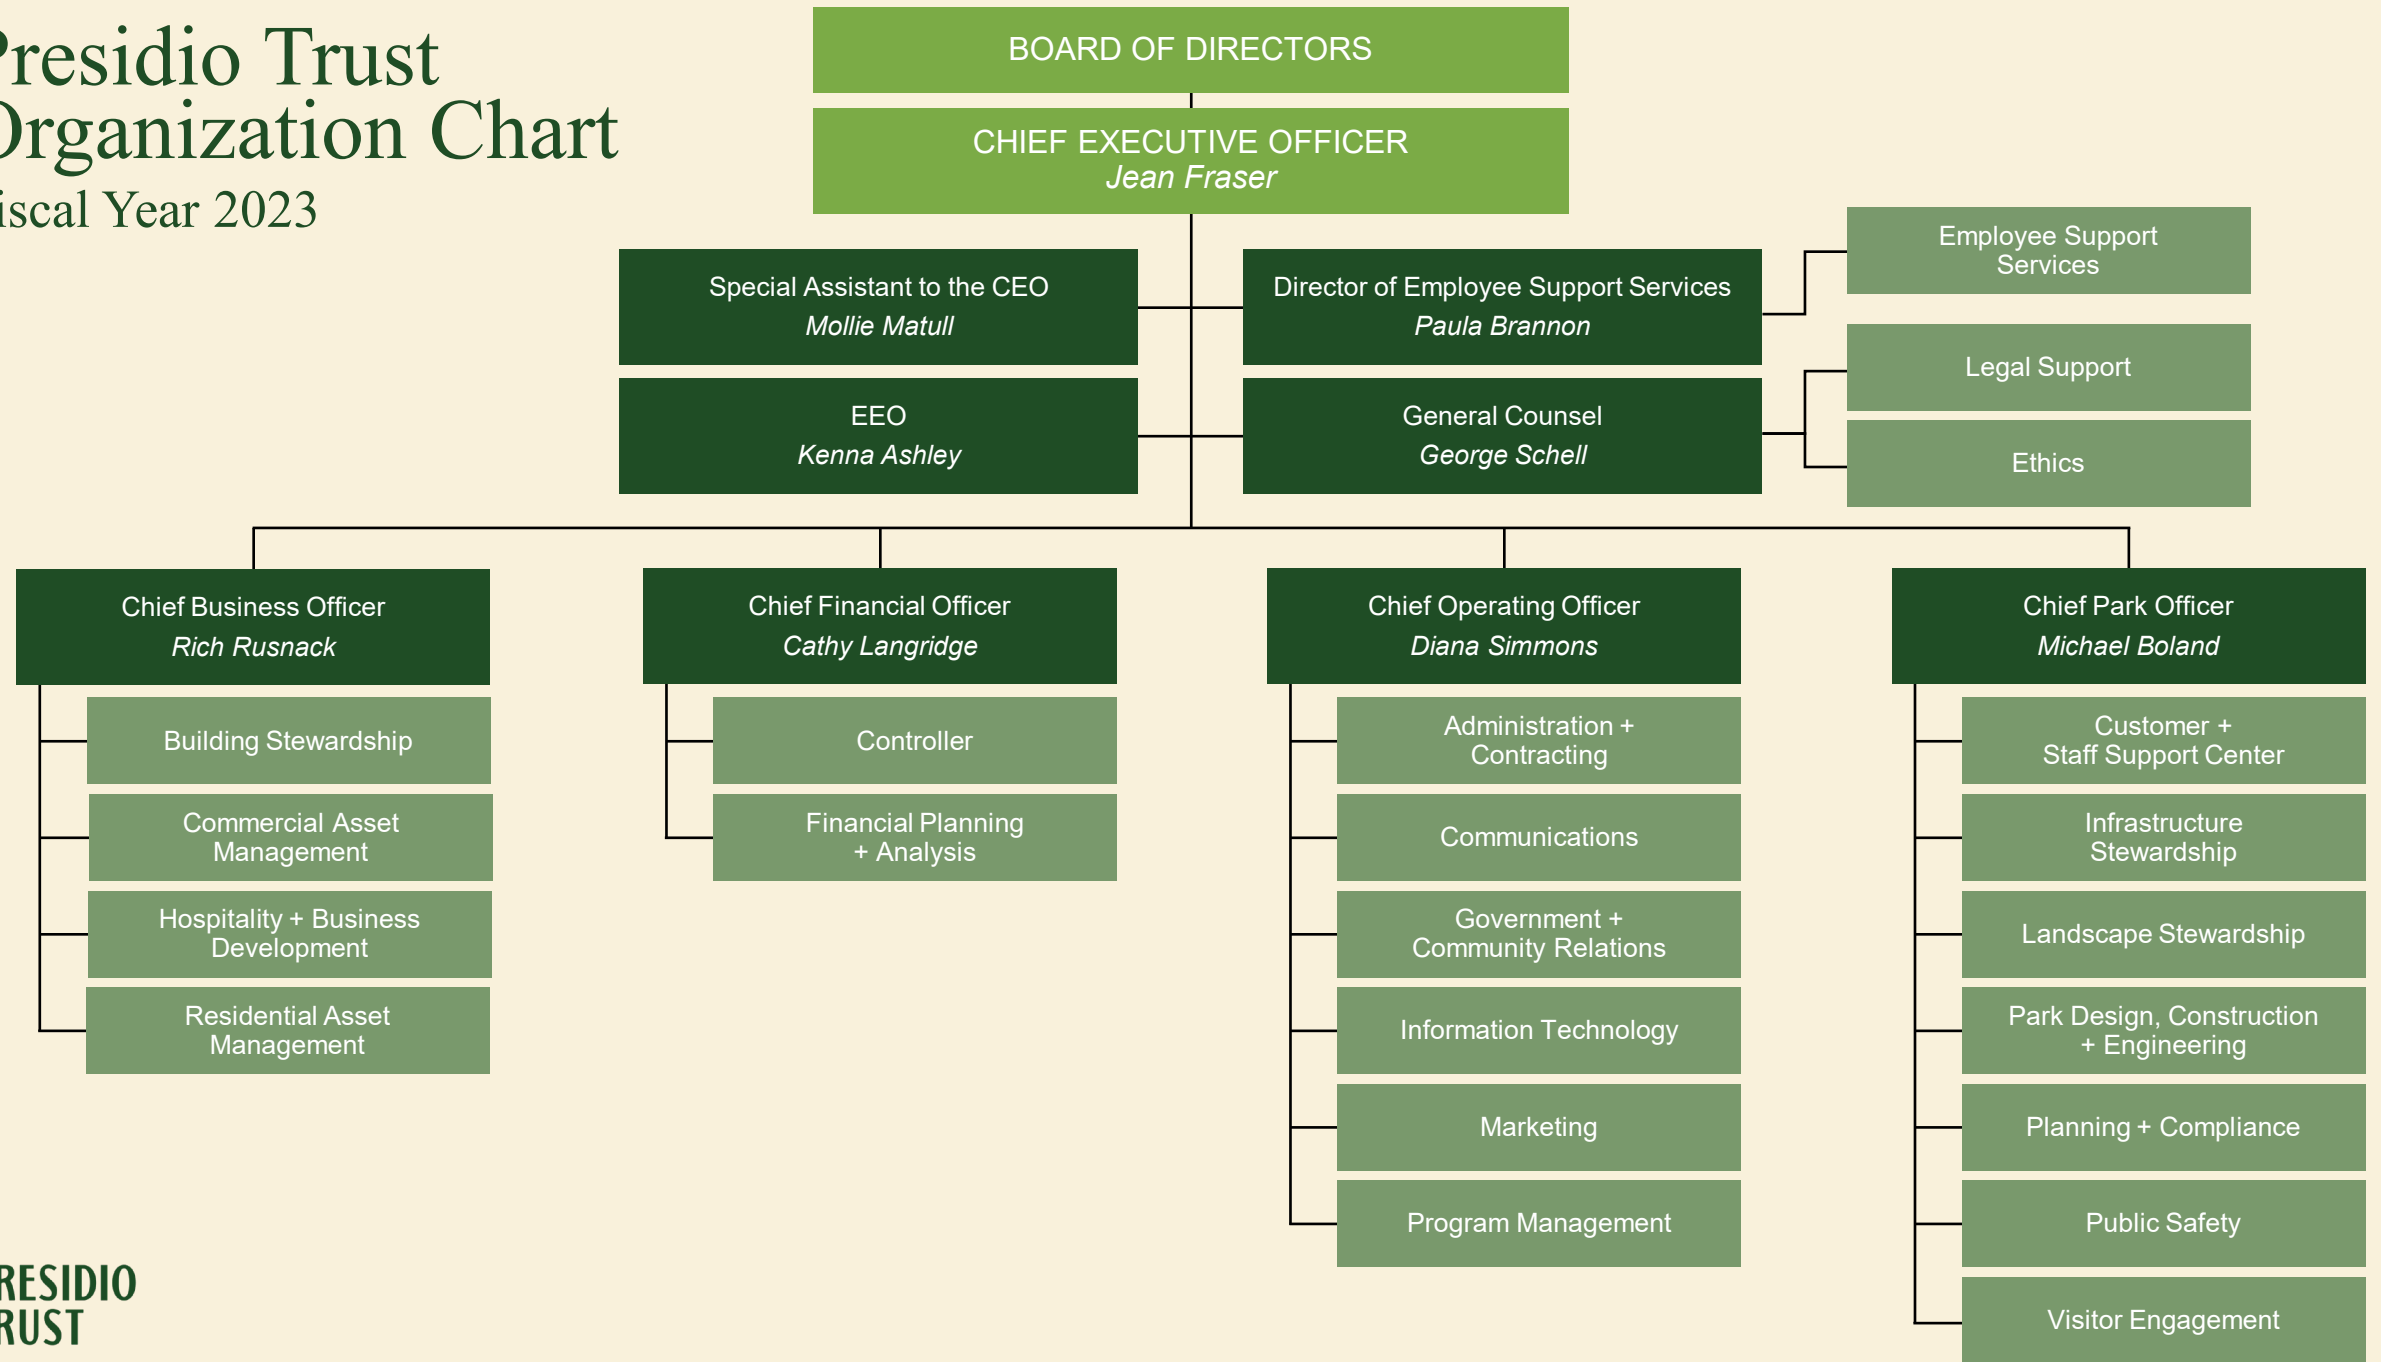 Presidio Trust
Organization Chart
Fiscal Year 2023
BOARD OF DIRECTORS
CHIEF EXECUTIVE OFFICER
Jean Fraser
Special Assistant to the CEO
Mollie Matull
Director of Employee Support Services
Paula Brannon
Employee Support
Services
EEO
Kenna Ashley
General Counsel
George Schell
Legal Support
Ethics
Chief Business Officer
Rich Rusnack
Building Stewardship
Commercial Asset
Management
Hospitality + Business
Development
Residential Asset
Management
Chief Financial Officer
Cathy Langridge
Controller
Financial Planning
+ Analysis
Chief Operating Officer
Diana Simmons
Administration +
Contracting
Communications
Government +
Community Relations
Information Technology
Marketing
Program Management
Chief Park Officer
Michael Boland
Customer +
Staff Support Center
Infrastructure
Stewardship
Landscape Stewardship
Park Design, Construction
+ Engineering
Planning + Compliance
Public Safety
Visitor Engagement
PRESIDIO
TRUST